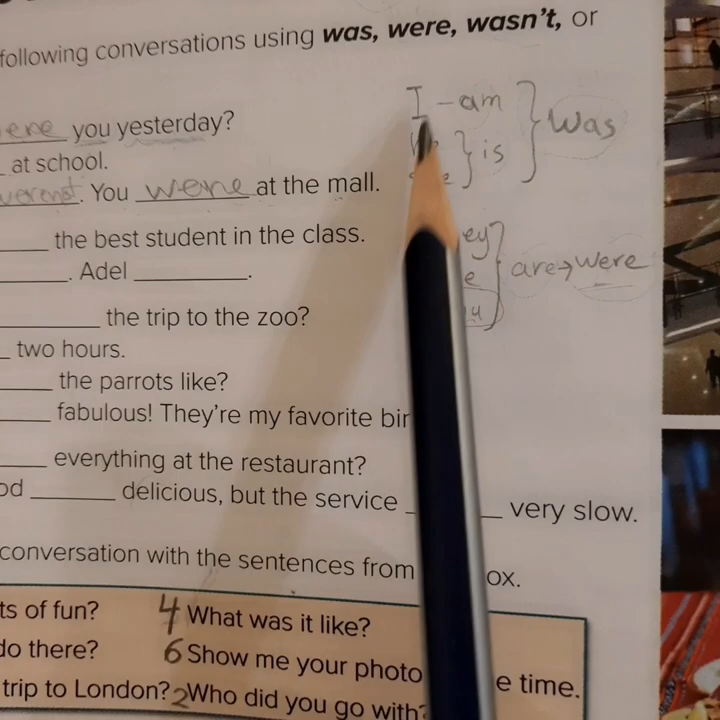 following conversations using was, were, wasn't, or
I - am
is
was
ere you yesterday?
at school.
werenst. You were at the mall.
ey
e
u
are → were
the best student in the class.
. Adel .
the trip to the zoo?
two hours.
the parrots like?
fabulous! They're my favorite bir
everything at the restaurant?
od delicious, but the service very slow.
conversation with the sentences from ox.
ts of fun? 4 What was it like?
do there? 6 Show me your photo e time.
trip to London? 2 Who did you go with?